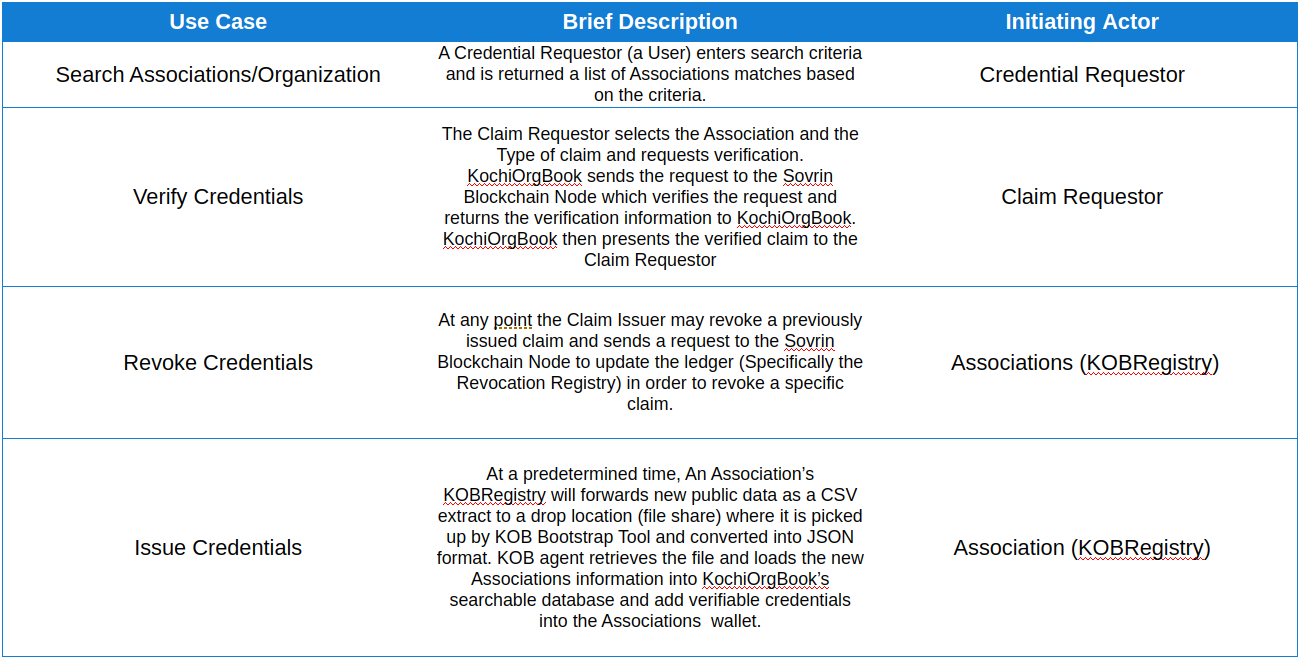 Use Case
Brief Description
Initiating Actor
Search Associations/Organization
A Credential Requestor (a User) enters search criteria
and is returned a list of Associations matches based
on the criteria.
Credential Requestor
Verify Credentials
The Claim Requestor selects the Association and the
Type of claim and requests verification.
KochiOrgBook sends the request to the Sovrin
Blockchain Node which verifies the request and
returns the verification information to KochiOrgBook.
KochiOrgBook then presents the verified claim to the
Claim Requestor
Claim Requestor
Revoke Credentials
At any point the Claim Issuer may revoke a previously
issued claim and sends a request to the Sovrin
Blockchain Node to update the ledger (Specifically the
Revocation Registry) in order to revoke a specific
claim.
Associations (KOBRegistry)
Issue Credentials
At a predetermined time, An Association’s
KOBRegistry will forwards new public data as a CSV
extract to a drop location (file share) where it is picked
up by KOB Bootstrap Tool and converted into JSON
format. KOB agent retrieves the file and loads the new
Associations information into KochiOrgBook’s
searchable database and add verifiable credentials
into the Associations  wallet.
Association (KOBRegistry)